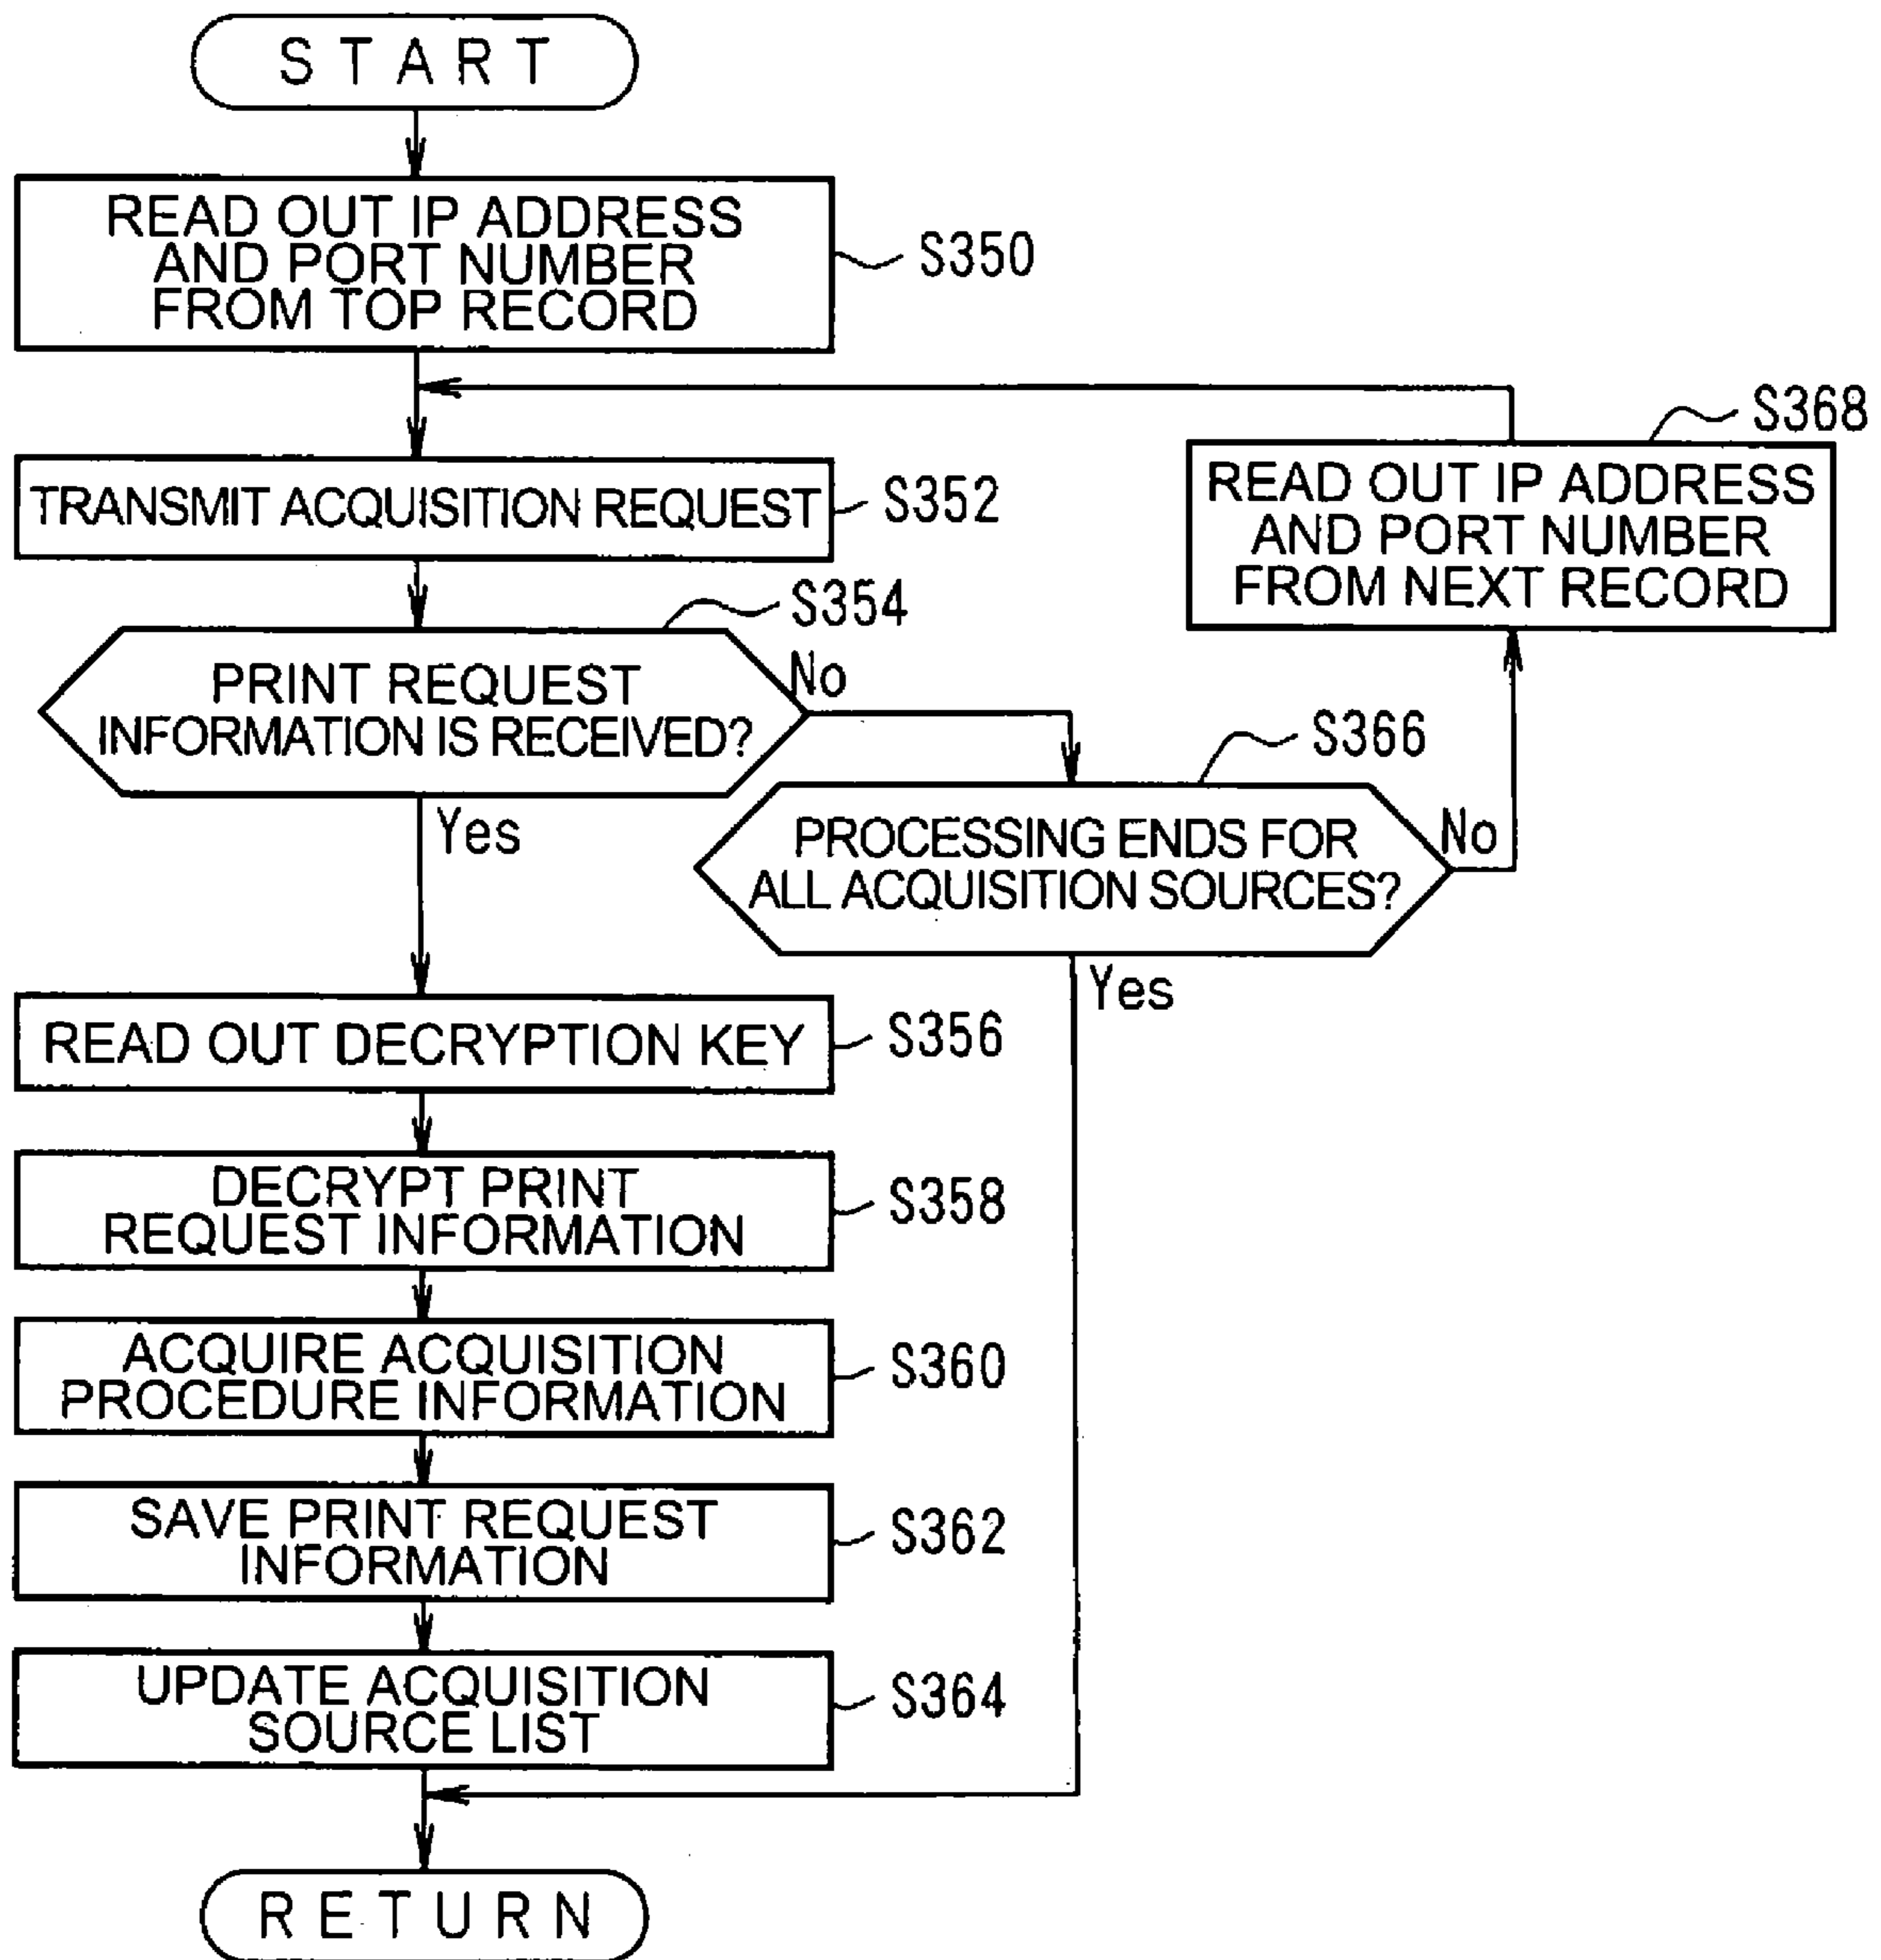 START
READ OUT IP ADDRESS
AND PORT NUMBER
FROM TOP RECORD
S350
S368
READ OUT IP ADDRESS
AND PORT NUMBER
FROM NEXT RECORD
TRANSMIT ACQUISITION REQUEST
S352
S354
PRINT REQUEST
INFORMATION IS RECEIVED?
No
S366
Yes
PROCESSING ENDS FOR
ALL ACQUISITION SOURCES?
No
Yes
READ OUT DECRYPTION KEY
S356
DECRYPT PRINT
REQUEST INFORMATION
S358
ACQUIRE ACQUISITION
PROCEDURE INFORMATION
S360
SAVE PRINT REQUEST
INFORMATION
S362
UPDATE ACQUISITION
SOURCE LIST
S364
RETURN